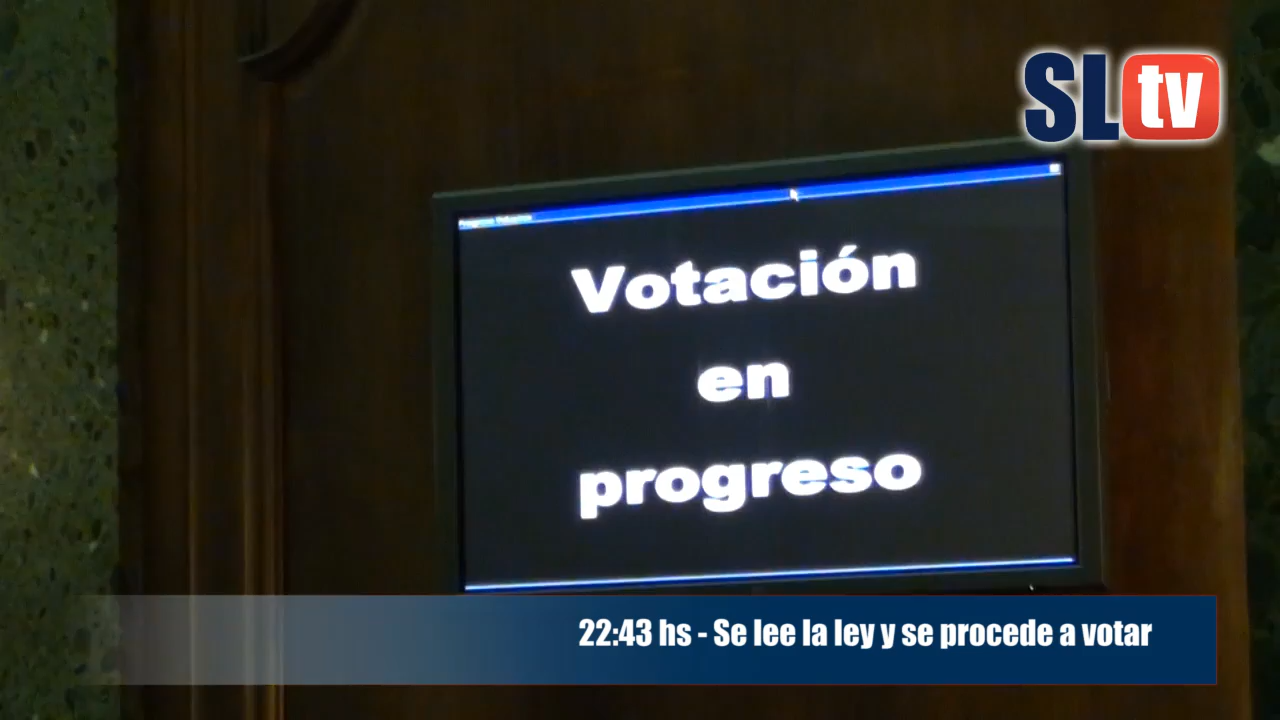 SLtv
Votación
en
progreso
22:43 hs - Se lee la ley y se procede a votar